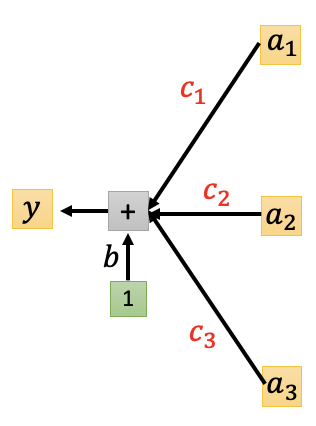 a₁
c₁
c₂
y
+
a₂
b
1
c₃
a₃